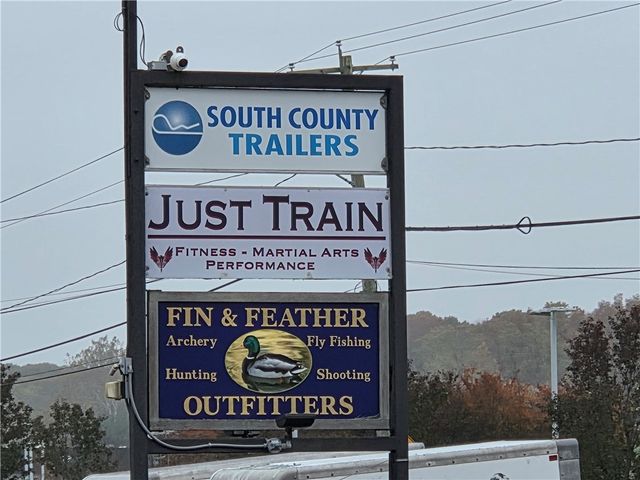 SOUTH COUNTY
TRAILERS
JUST TRAIN
FITNESS - MARTIAL ARTS
PERFORMANCE
FIN & FEATHER
Archery Fly Fishing
Hunting Shooting
OUTFITTERS